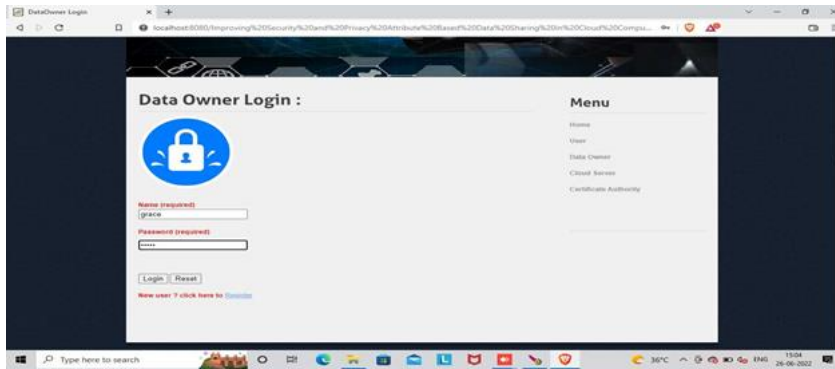 DataOwner Login
localhost:8080/Improving%20Security%20and%20Privacy%20Attribute%20Based%20Data%20Sharing%20in%20Cloud%20Compu...
Data Owner Login :
Menu
Home
User
Data Owner
Cloud Server
Certificate Authority
Name (required)
grace
Password (required)
Login Reset
New user ? click here to Register
Type here to search
36°C ENG 15:04
26-06-2022